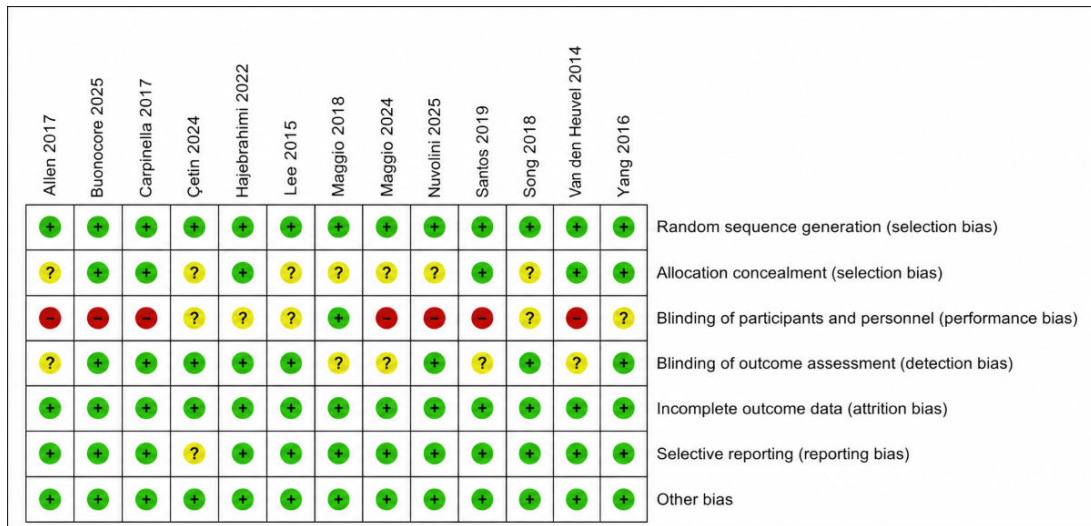 Allen 2017
Buonocore 2025
Carpinella 2017
Çetin 2024
Hajebrahimi 2022
Lee 2015
Maggio 2018
Maggio 2024
Nuvolini 2025
Santos 2019
Song 2018
Van den Heuvel 2014
Yang 2016
+ + + + + + + + + + + + + Random sequence generation (selection bias)
? + + ? + ? ? ? ? + ? + + Allocation concealment (selection bias)
− − − ? ? ? + − − − ? − ? Blinding of participants and personnel (performance bias)
? + + + + + ? ? + ? + ? + Blinding of outcome assessment (detection bias)
+ + + + + + + + + + + + + Incomplete outcome data (attrition bias)
+ + + ? + + + + + + + + + Selective reporting (reporting bias)
+ + + + + + + + + + + + + Other bias